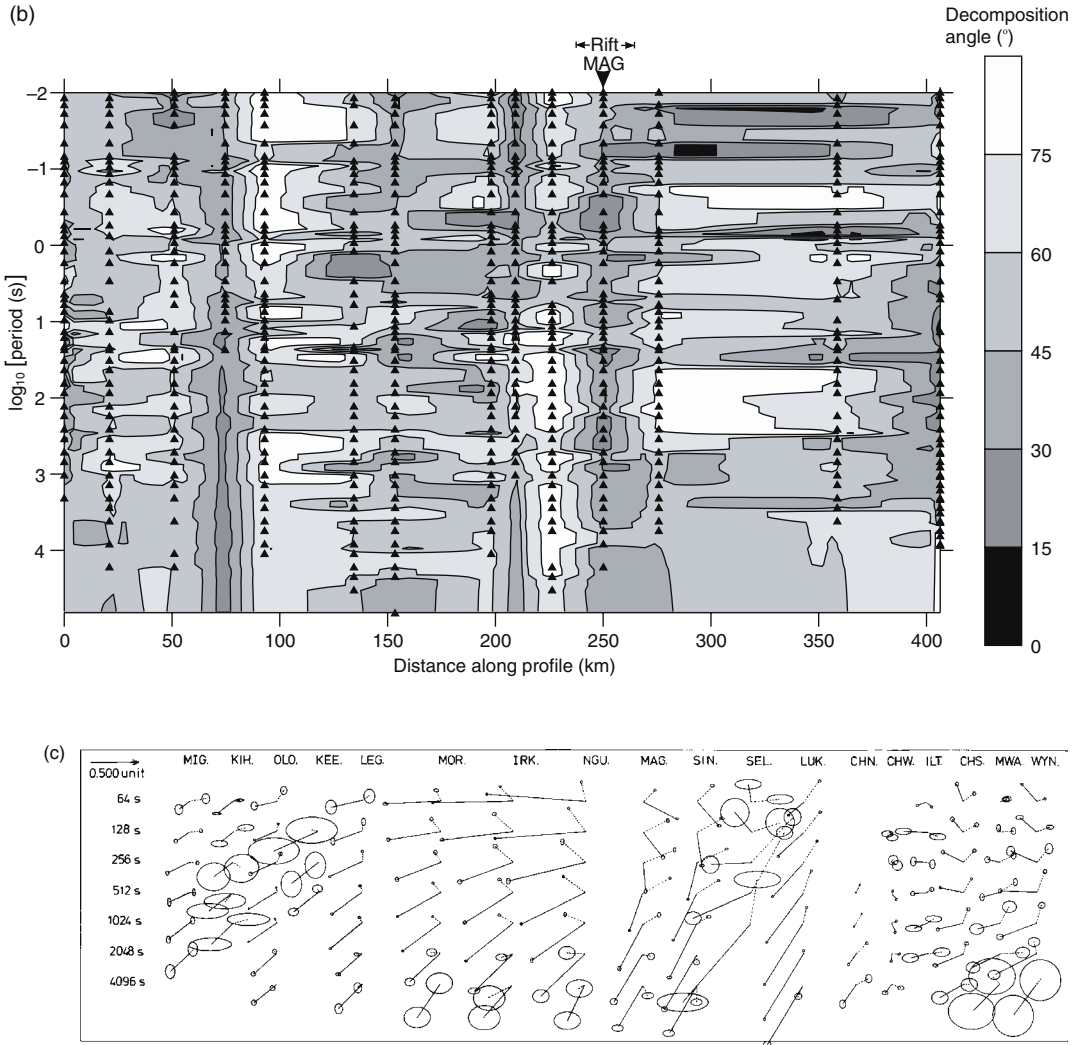 (b)
Decomposition
angle (°)
Rift
MAG
–2
–1
0
1
2
3
4
log₁₀ [period (s)]
0 50 100 150 200 250 300 350 400
Distance along profile (km)
75
60
45
30
15
0
(c)
0.500 unit
MIG. KIH. OLO. KEE. LEG. MOR. IRK. NGU. MAG. SIN. SEL. LUK. CHN. CHW. ILT. CHS. MWA. WYN.
64 s
128 s
256 s
512 s
1024 s
2048 s
4096 s